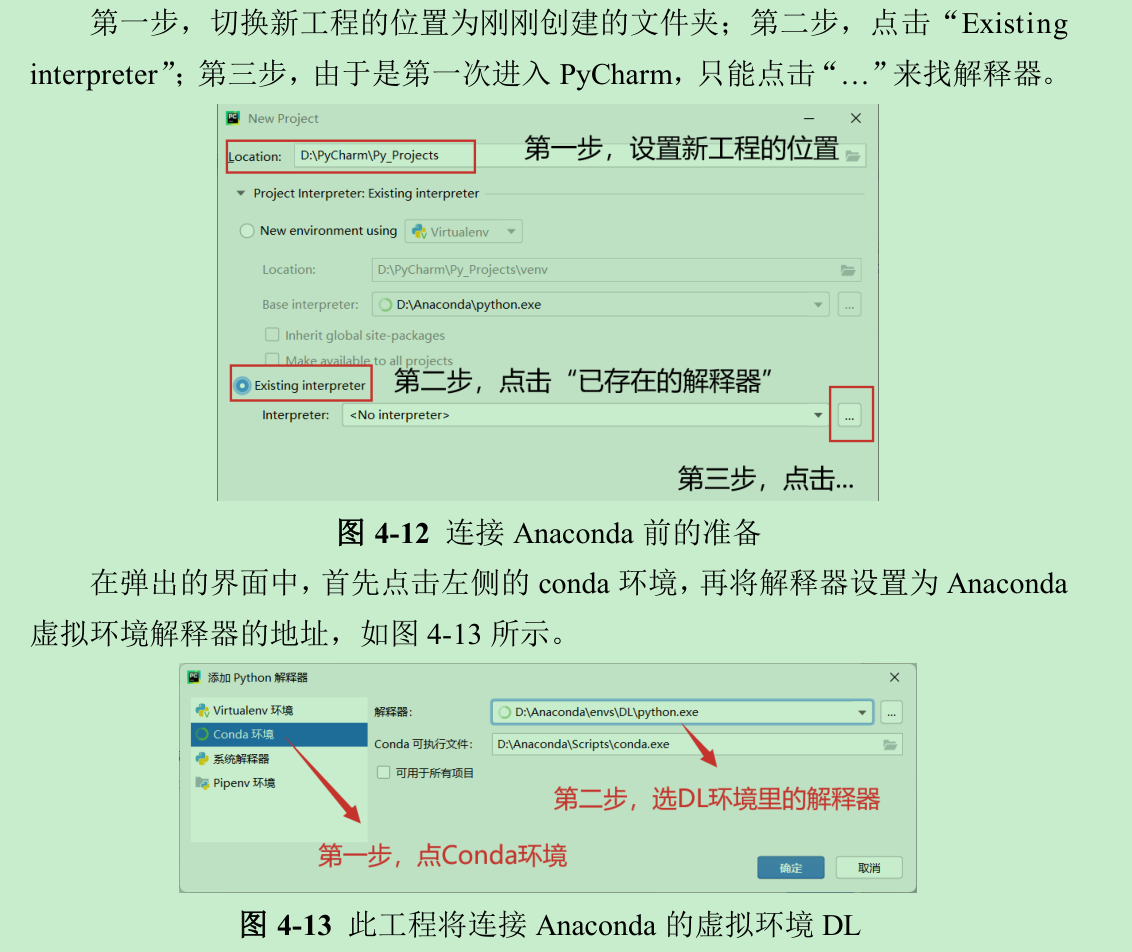 第一步，切换新工程的位置为刚刚创建的文件夹；第二步，点击“Existing
interpreter”；第三步，由于是第一次进入 PyCharm，只能点击“…”来找解释器。
New Project
Location: D:\PyCharm\Py_Projects 第一步，设置新工程的位置
Project Interpreter: Existing interpreter
New environment using Virtualenv
Location: D:\PyCharm\Py_Projects\venv
Base interpreter: D:\Anaconda\python.exe ...
Inherit global site-packages
Make available to all projects
Existing interpreter 第二步，点击“已存在的解释器”
Interpreter: <No interpreter> ...
第三步，点击...
图 4-12 连接 Anaconda 前的准备
在弹出的界面中，首先点击左侧的 conda 环境，再将解释器设置为 Anaconda
虚拟环境解释器的地址，如图 4-13 所示。
添加 Python 解释器
Virtualenv 环境 解释器: D:\Anaconda\envs\DL\python.exe ...
Conda 环境 Conda 可执行文件: D:\Anaconda\Scripts\conda.exe
系统解释器
可用于所有项目
Pipenv 环境
第二步，选DL环境里的解释器
第一步，点Conda环境
确定 取消
图 4-13 此工程将连接 Anaconda 的虚拟环境 DL